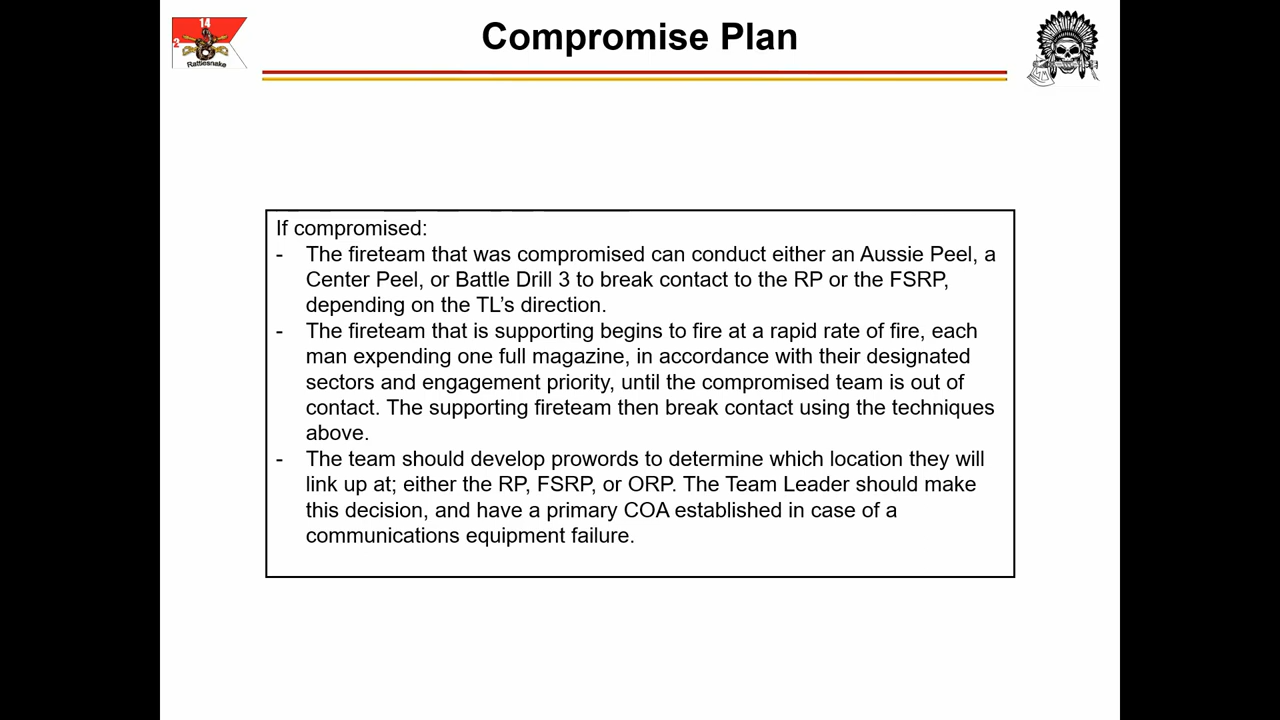 14
2
Rattlesnake
Compromise Plan
If compromised:
- The fireteam that was compromised can conduct either an Aussie Peel, a
Center Peel, or Battle Drill 3 to break contact to the RP or the FSRP,
depending on the TL's direction.
- The fireteam that is supporting begins to fire at a rapid rate of fire, each
man expending one full magazine, in accordance with their designated
sectors and engagement priority, until the compromised team is out of
contact. The supporting fireteam then break contact using the techniques
above.
- The team should develop prowords to determine which location they will
link up at; either the RP, FSRP, or ORP. The Team Leader should make
this decision, and have a primary COA established in case of a
communications equipment failure.